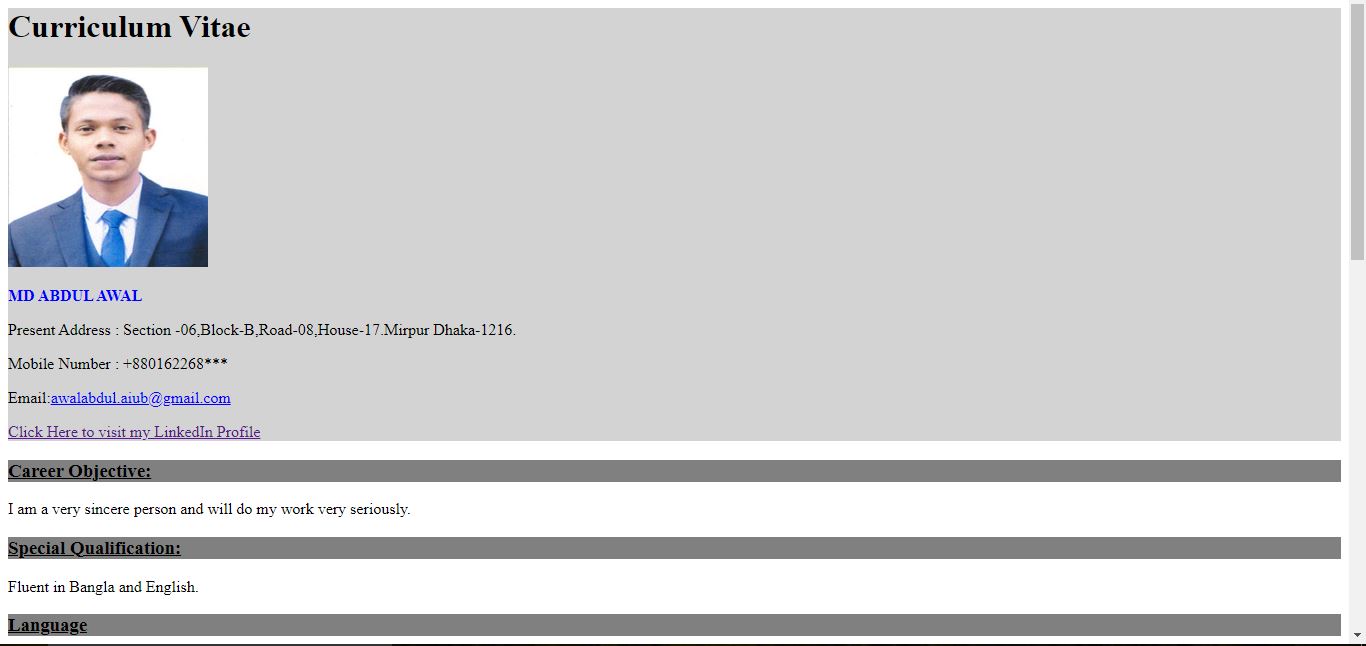 Curriculum Vitae
MD ABDUL AWAL
Present Address : Section -06,Block-B,Road-08,House-17.Mirpur Dhaka-1216.
Mobile Number : +880162268***
Email:awalabdul.aiub@gmail.com
Click Here to visit my LinkedIn Profile
Career Objective:
I am a very sincere person and will do my work very seriously.
Special Qualification:
Fluent in Bangla and English.
Language